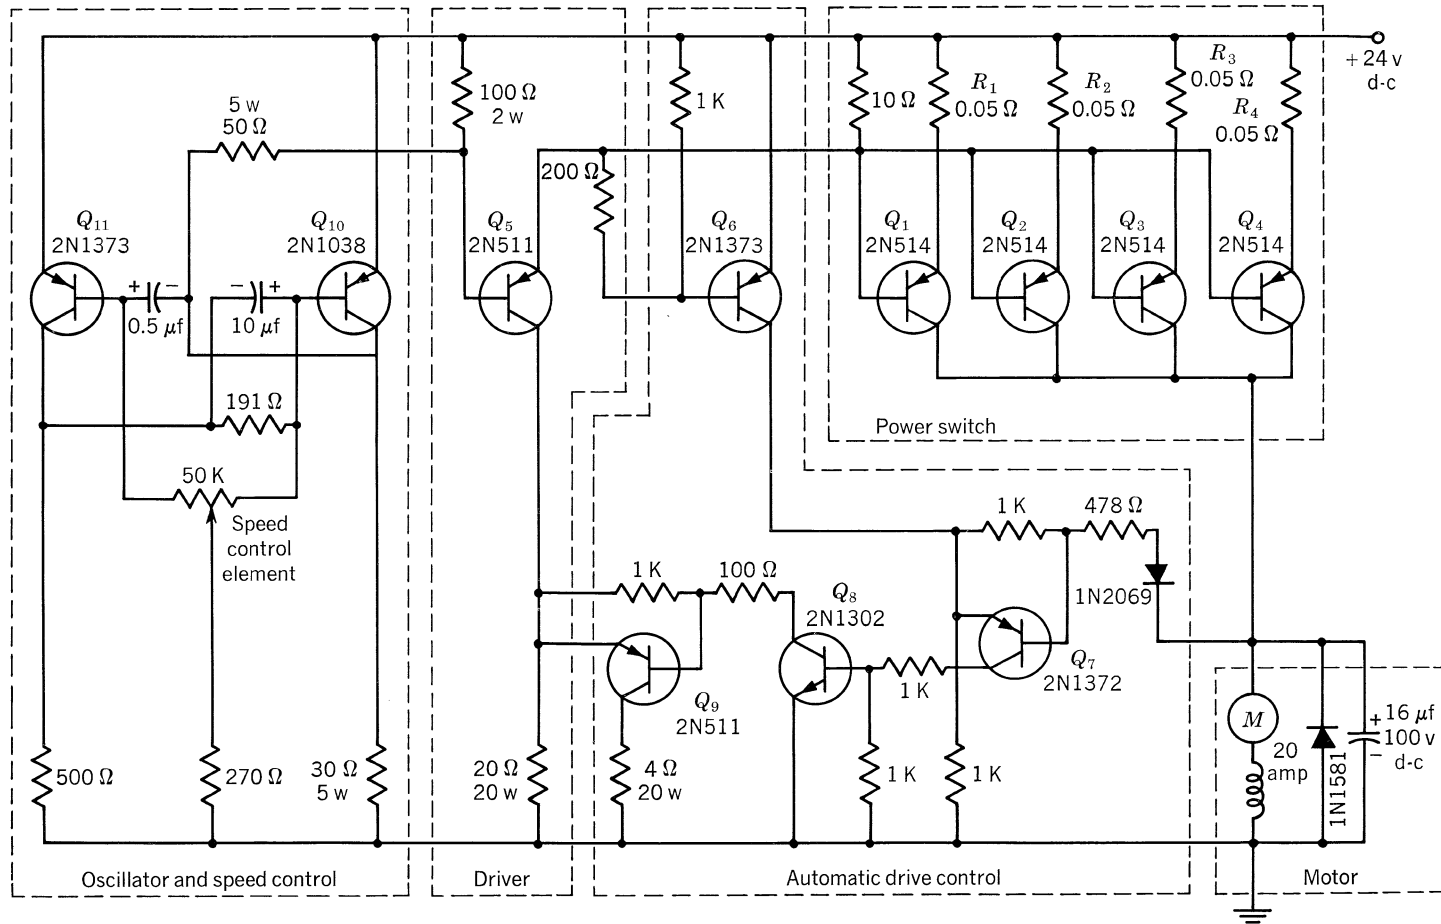 + 24 v
d-c
5 w
50 Ω
100 Ω
2 w
1 K
10 Ω
R1
0.05 Ω
R2
0.05 Ω
R3
0.05 Ω
R4
0.05 Ω
200 Ω
Q11
2N1373
Q10
2N1038
Q5
2N511
Q6
2N1373
Q1
2N514
Q2
2N514
Q3
2N514
Q4
2N514
+ −
0.5 μf
− +
10 μf
191 Ω
Power switch
50 K
Speed
control
element
1 K
478 Ω
1N2069
1 K
100 Ω
Q8
2N1302
Q9
2N511
1 K
Q7
2N1372
500 Ω
270 Ω
30 Ω
5 w
20 Ω
20 w
4 Ω
20 w
1 K
1 K
M
20
amp
1N1581
+
16 μf
100 v
d-c
−
Oscillator and speed control
Driver
Automatic drive control
Motor